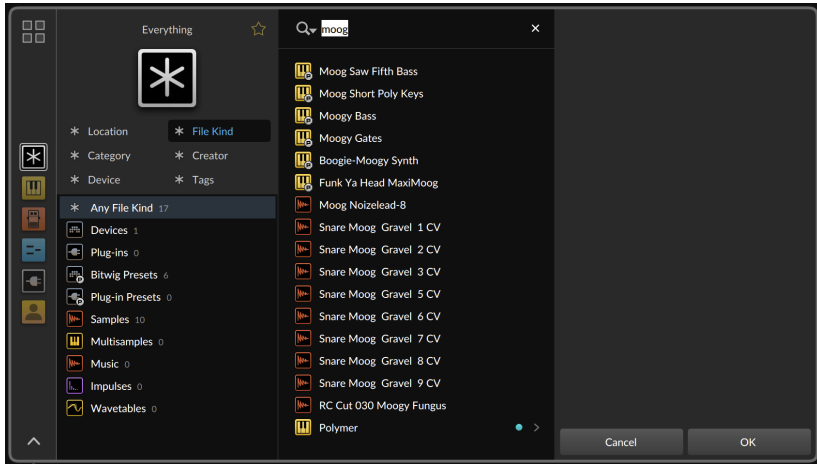 Everything
moog
Location
File Kind
Category
Creator
Device
Tags
Any File Kind 17
Devices 1
Plug-ins 0
Bitwig Presets 6
Plug-in Presets 0
Samples 10
Multisamples 0
Music 0
Impulses 0
Wavetables 0
Moog Saw Fifth Bass
Moog Short Poly Keys
Moogy Bass
Moogy Gates
Boogie-Moogy Synth
Funk Ya Head MaxiMoog
Moog Noizelead-8
Snare Moog Gravel 1 CV
Snare Moog Gravel 2 CV
Snare Moog Gravel 3 CV
Snare Moog Gravel 5 CV
Snare Moog Gravel 6 CV
Snare Moog Gravel 7 CV
Snare Moog Gravel 8 CV
Snare Moog Gravel 9 CV
RC Cut 030 Moogy Fungus
Polymer
Cancel
OK